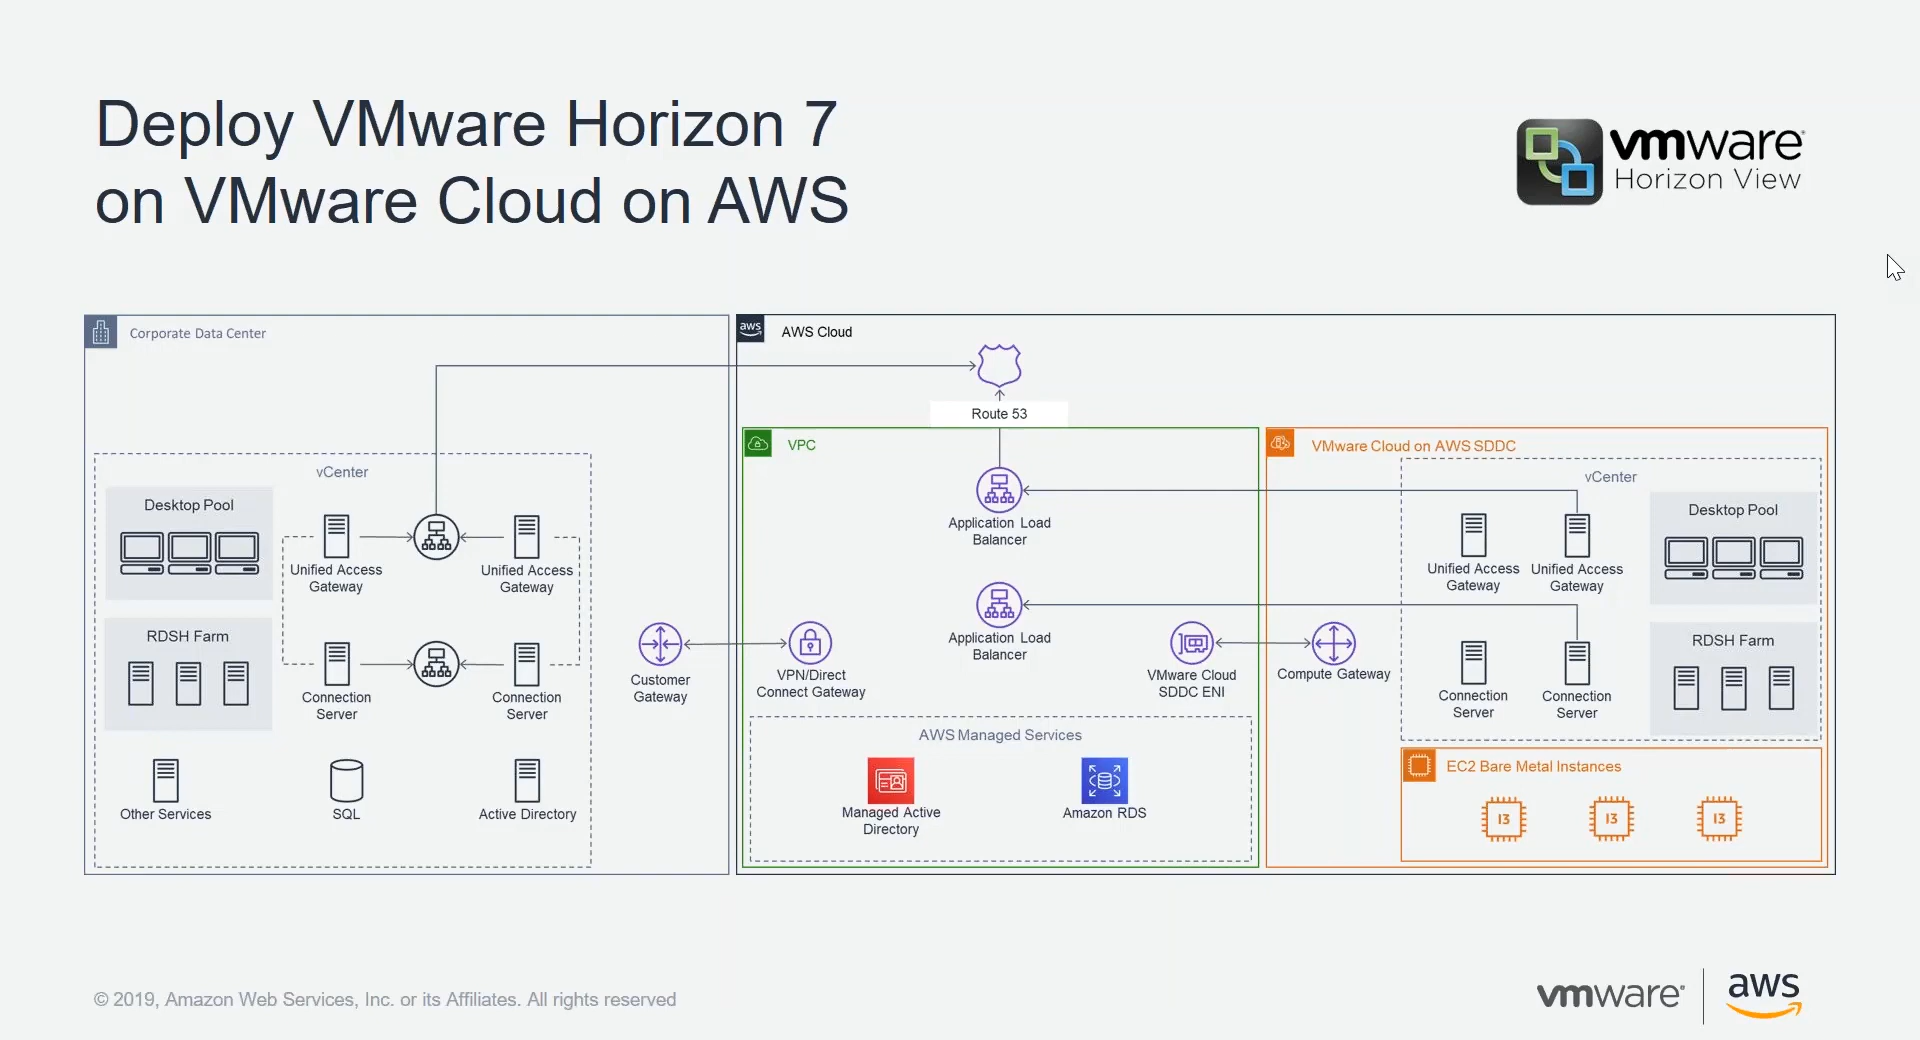 Deploy VMware Horizon 7
on VMware Cloud on AWS
vmware
Horizon View
Corporate Data Center
aws
AWS Cloud
Route 53
VPC
VMware Cloud on AWS SDDC
vCenter
Desktop Pool
Unified Access
Gateway
Unified Access
Gateway
RDSH Farm
Connection
Server
Connection
Server
Other Services
SQL
Active Directory
Customer
Gateway
VPN/Direct
Connect Gateway
Application Load
Balancer
Application Load
Balancer
VMware Cloud
SDDC ENI
AWS Managed Services
Managed Active
Directory
Amazon RDS
Compute Gateway
vCenter
Unified Access
Gateway
Unified Access
Gateway
Desktop Pool
Connection
Server
Connection
Server
RDSH Farm
EC2 Bare Metal Instances
I3
I3
I3
© 2019, Amazon Web Services, Inc. or its Affiliates. All rights reserved
vmware
aws